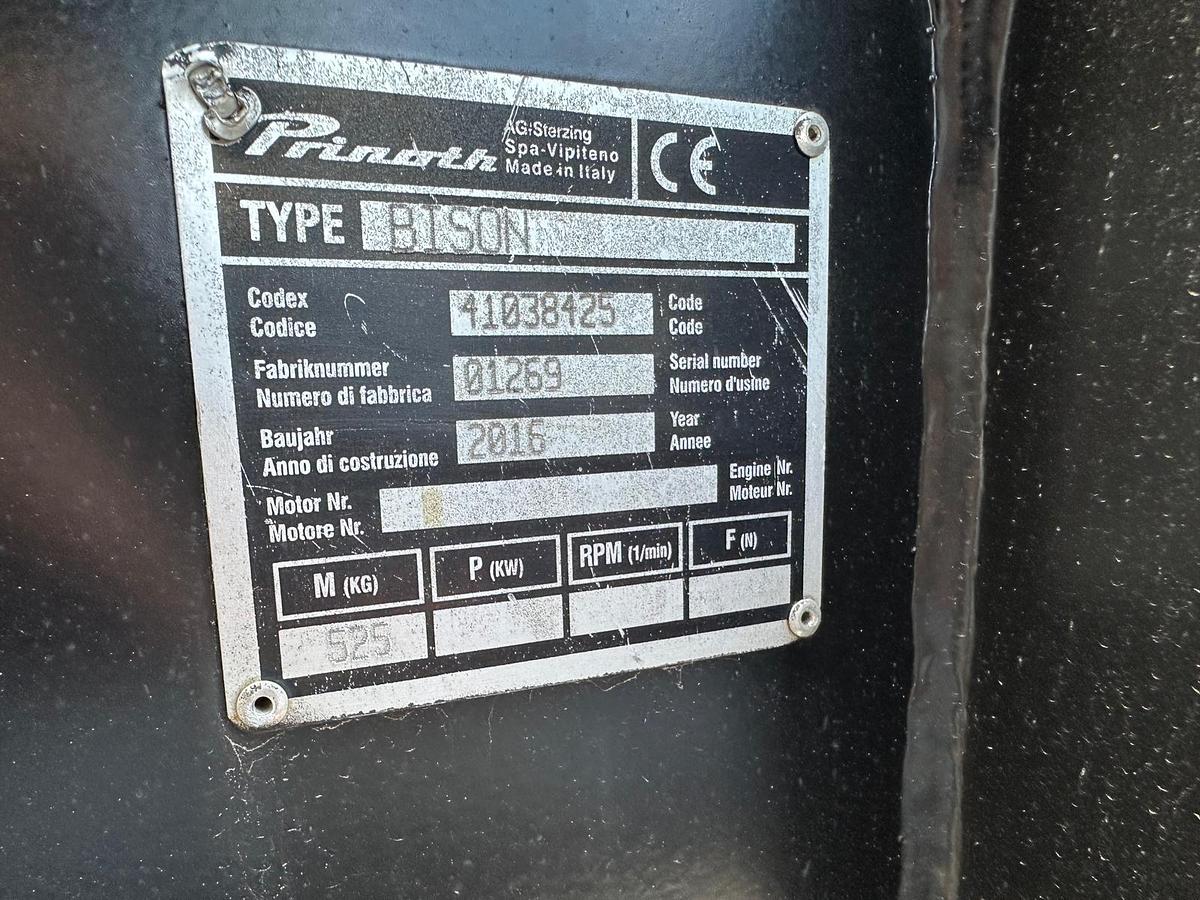 Prinoth AG-Sterzing
Spa-Vipiteno
Made in Italy
CE
TYPE BISON
Codex 41038425 Code
Codice Code
Fabriknummer 01269 Serial number
Numero di fabbrica Numero d'usine
Baujahr 2016 Year
Anno di costruzione Annee
Motor Nr. Engine Nr.
Motore Nr. Moteur Nr.
M (KG) P (KW) RPM (1/min) F (N)
525